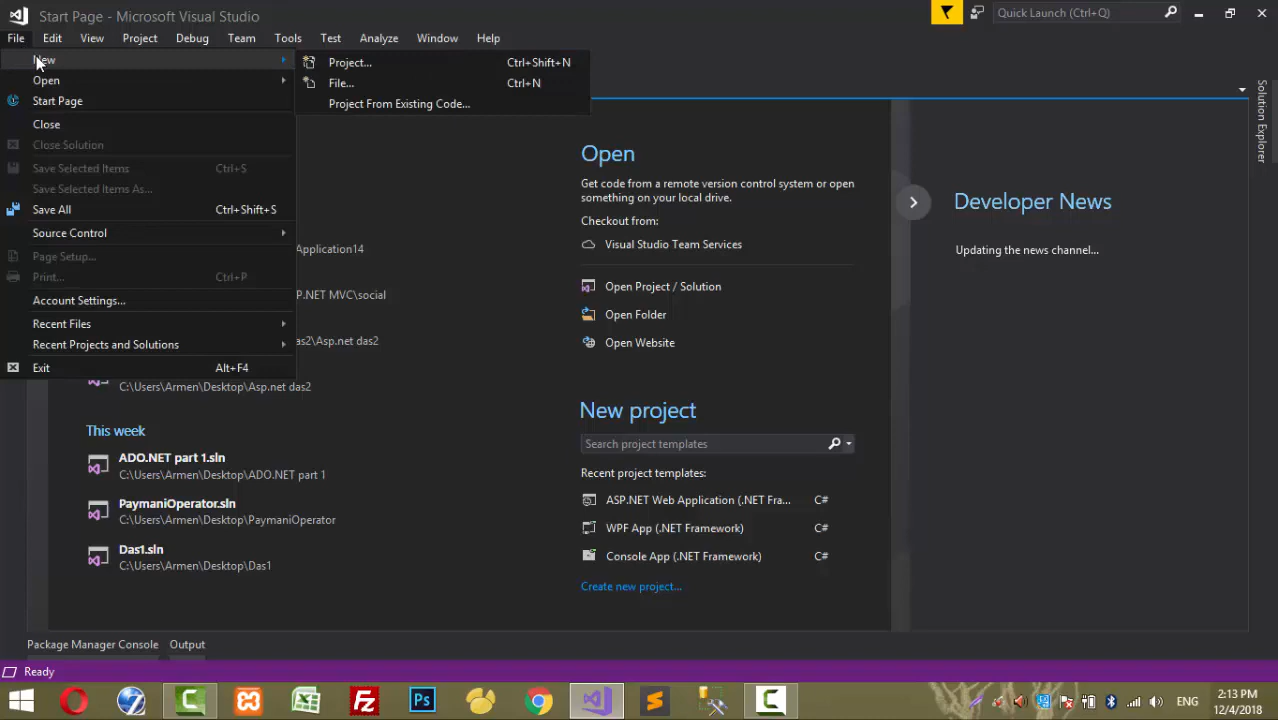 Start Page - Microsoft Visual Studio
Quick Launch (Ctrl+Q)
File Edit View Project Debug Team Tools Test Analyze Window Help
New
Open
Start Page
Close
Close Solution
Save Selected Items Ctrl+S
Save Selected Items As...
Save All Ctrl+Shift+S
Source Control
Page Setup...
Print... Ctrl+P
Account Settings...
Recent Files
Recent Projects and Solutions
Exit Alt+F4
Project... Ctrl+Shift+N
File... Ctrl+N
Project From Existing Code...
Application14
P.NET MVC\social
as2\Asp.net das2
C:\Users\Armen\Desktop\Asp.net das2
This week
ADO.NET part 1.sln
C:\Users\Armen\Desktop\ADO.NET part 1
PaymaniOperator.sln
C:\Users\Armen\Desktop\PaymaniOperator
Das1.sln
C:\Users\Armen\Desktop\Das1
Open
Get code from a remote version control system or open
something on your local drive.
Checkout from:
Visual Studio Team Services
Open Project / Solution
Open Folder
Open Website
New project
Search project templates
Recent project templates:
ASP.NET Web Application (.NET Fra... C#
WPF App (.NET Framework) C#
Console App (.NET Framework) C#
Create new project...
Developer News
Updating the news channel...
Solution Explorer
Package Manager Console Output
Ready
Ps
ENG
2:13 PM
12/4/2018